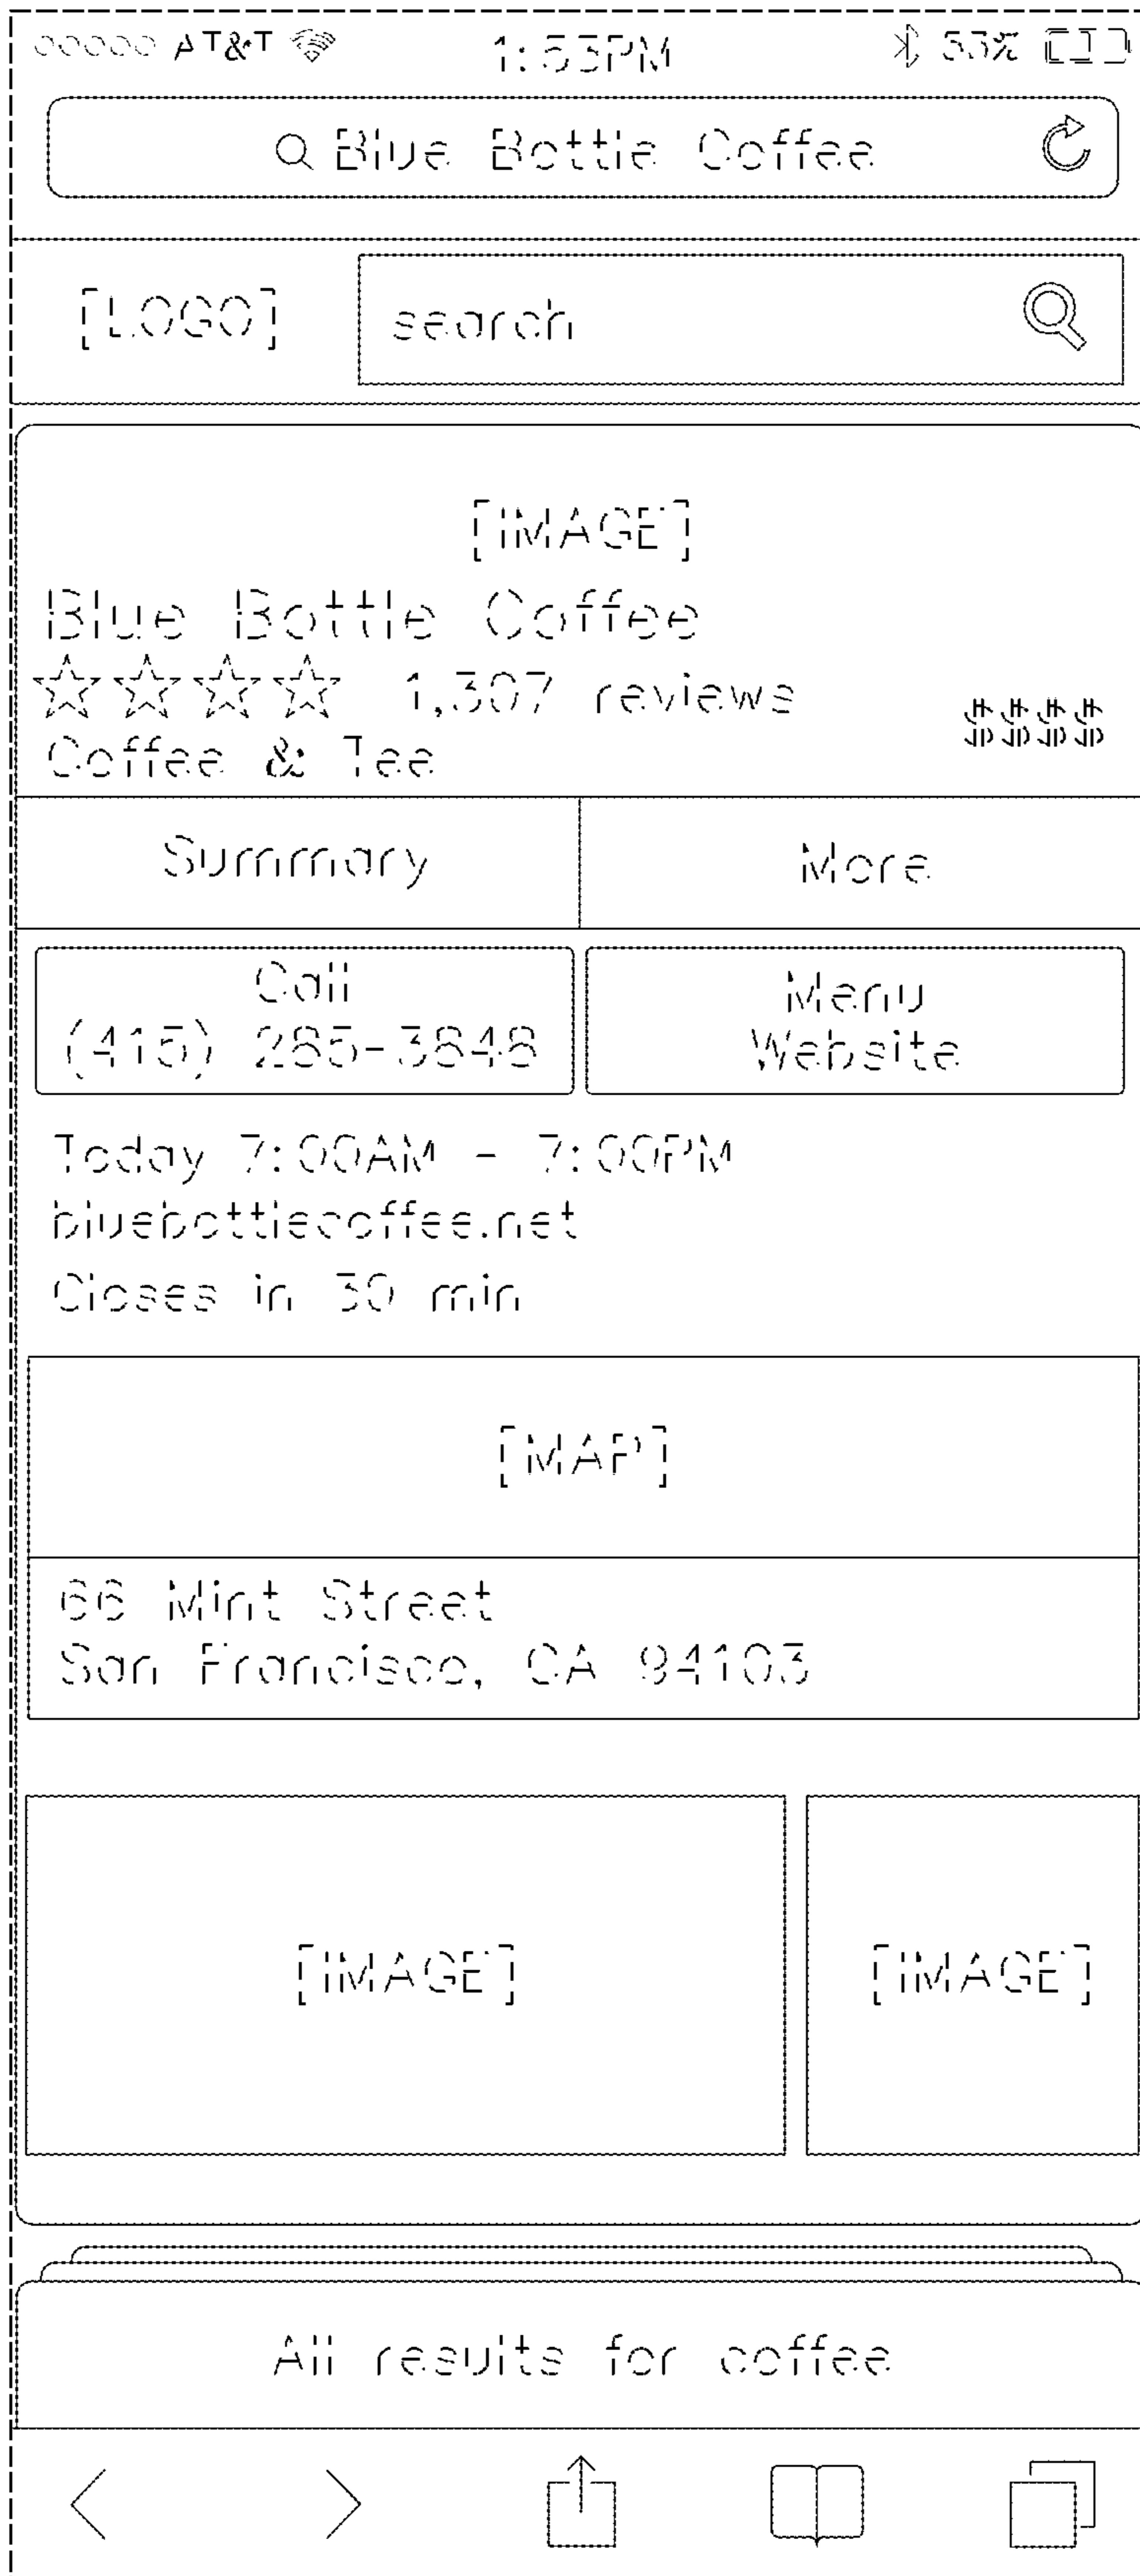 AT&T 1:53PM 53%
Blue Bottle Coffee
[LOGO] search
[IMAGE]
Blue Bottle Coffee
1,307 reviews $$$$
Coffee & Tee
Summary More
Call
(415) 285-3848
Menu
Website
Today 7:00AM - 7:00PM
bluebottlecoffee.net
Closes in 30 min
[MAP]
66 Mint Street
San Francisco, CA 94103
[IMAGE] [IMAGE]
All results for coffee